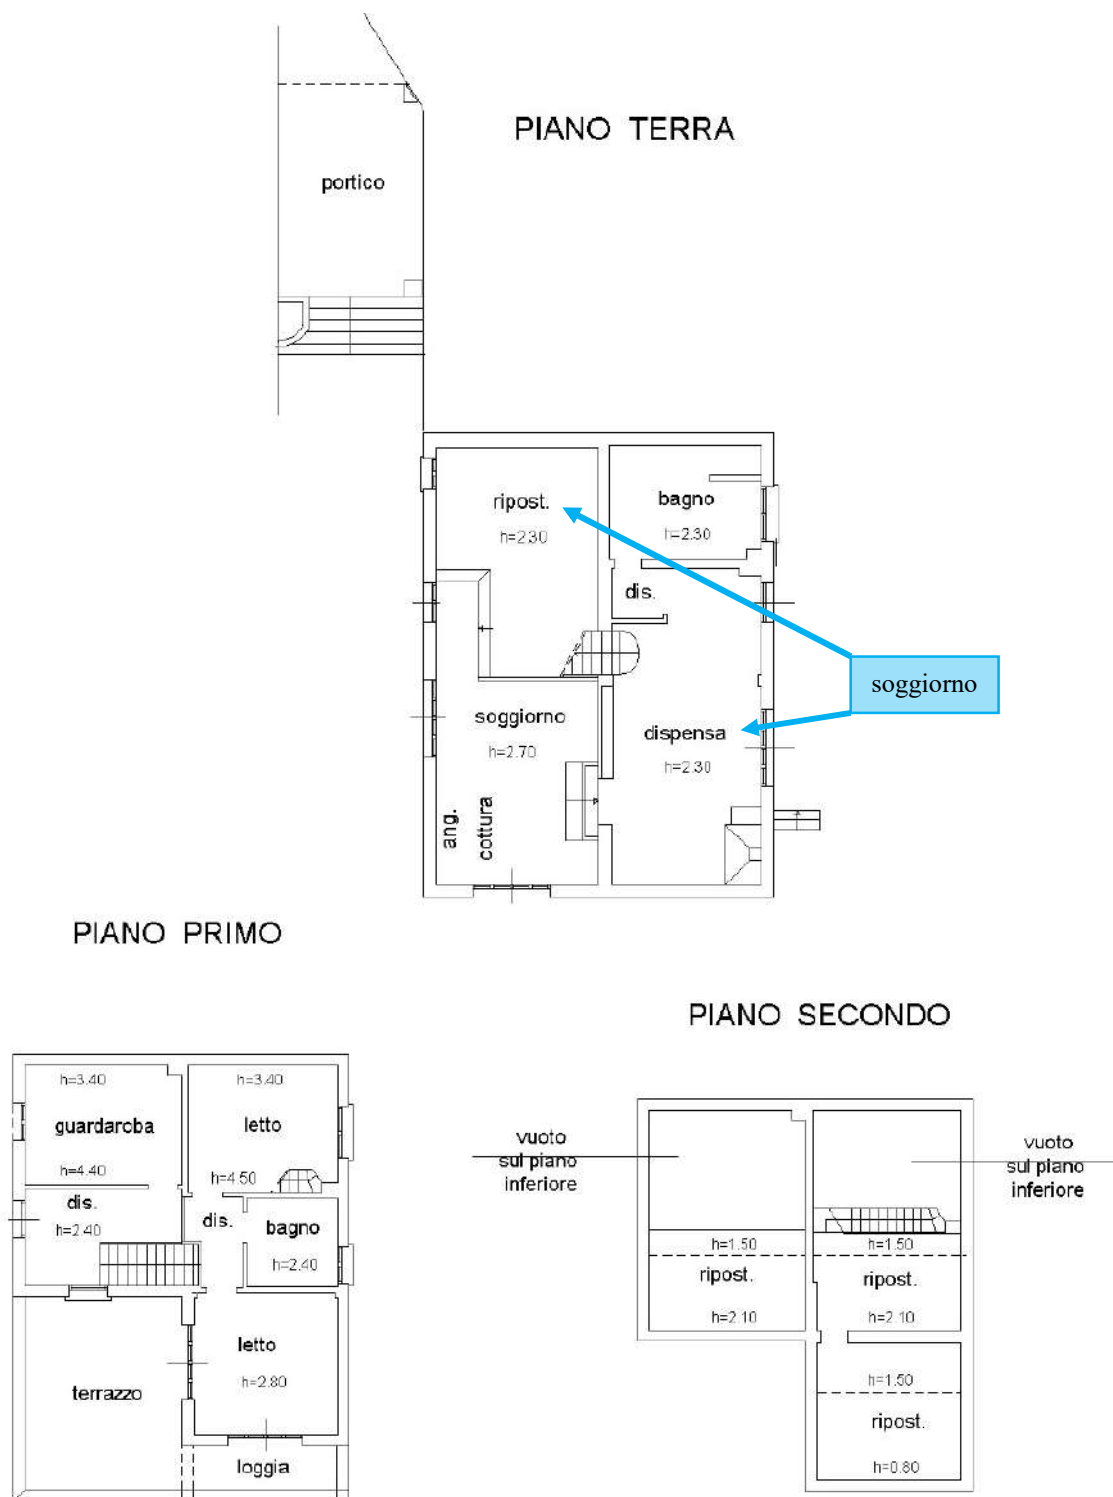 PIANO TERRA
portico
ripost.
h=2.30
bagno
h=2.30
dis.
soggiorno
soggiorno
h=2.70
dispensa
h=2.30
ang.
cottura
PIANO PRIMO
PIANO SECONDO
h=3.40
guardaroba
h=4.40
h=3.40
letto
h=4.50
dis.
h=2.40
dis.
bagno
h=2.40
letto
h=2.80
terrazzo
loggia
vuoto
sul piano
inferiore
vuoto
sul piano
inferiore
h=1.50
ripost.
h=2.10
h=1.50
ripost.
h=2.10
h=1.50
ripost.
h=0.80